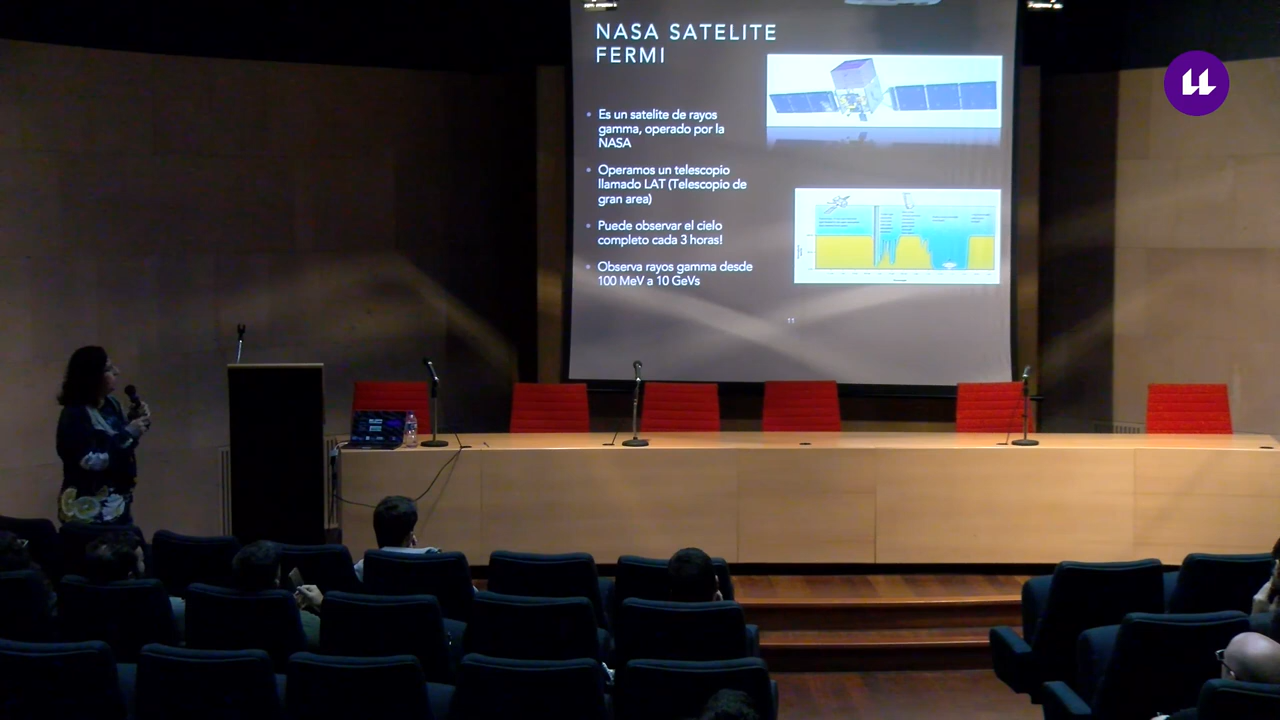 NASA SATELITE
FERMI
Es un satelite de rayos
gamma, operado por la
NASA
Operamos un telescopio
llamado LAT (Telescopio de
gran area)
Puede observar el cielo
completo cada 3 horas!
Observa rayos gamma desde
100 MeV a 10 GeVs